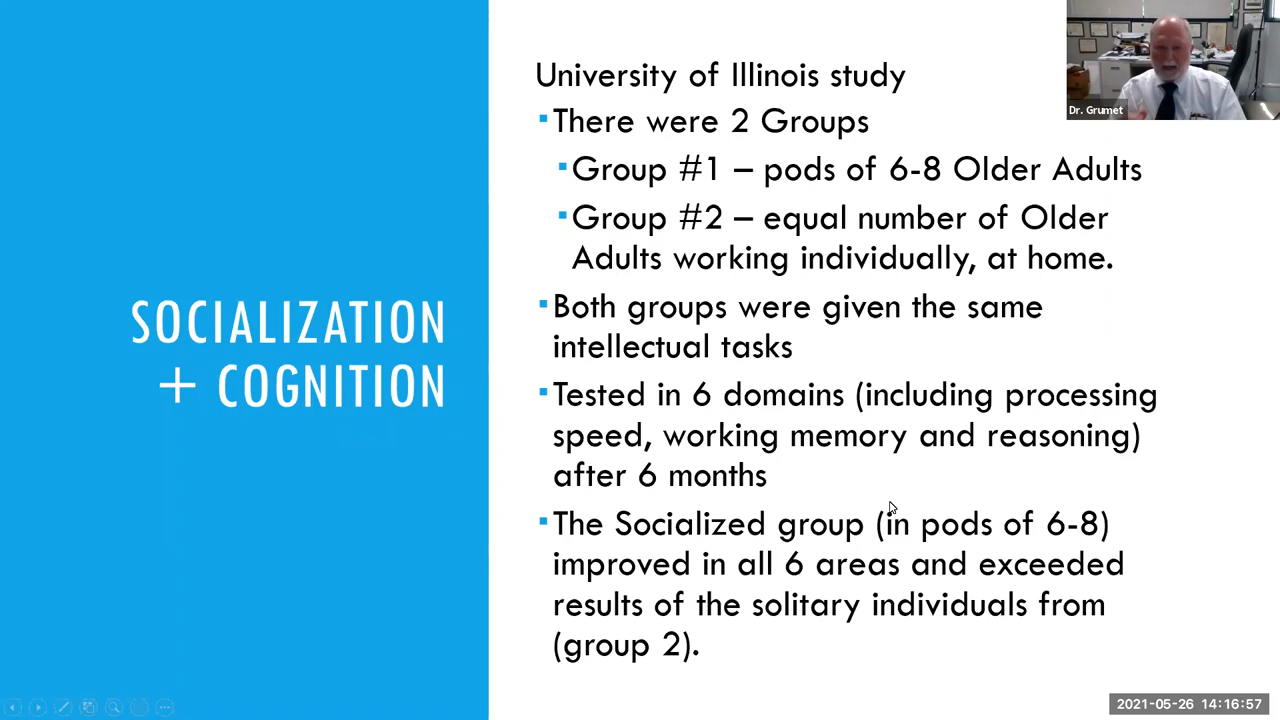 SOCIALIZATION
+ COGNITION
University of Illinois study
There were 2 Groups
Group #1 – pods of 6-8 Older Adults
Group #2 – equal number of Older
Adults working individually, at home.
Both groups were given the same
intellectual tasks
Tested in 6 domains (including processing
speed, working memory and reasoning)
after 6 months
The Socialized group (in pods of 6-8)
improved in all 6 areas and exceeded
results of the solitary individuals from
(group 2).
Dr. Grumet
2021-05-26 14:16:57